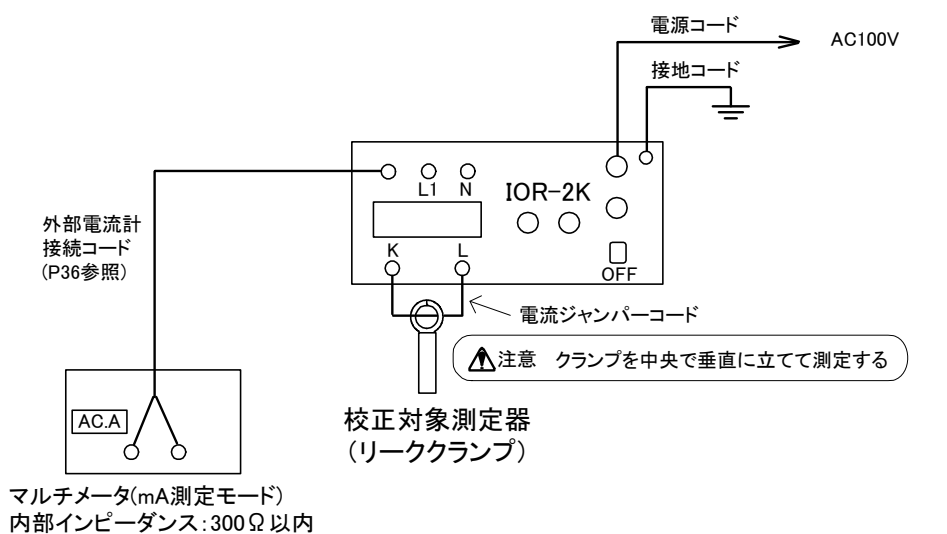 電源コード
AC100V
接地コード
L1 N
IOR-2K
外部電流計
接続コード
(P36参照)
K L
OFF
電流ジャンパーコード
注意 クランプを中央で垂直に立てて測定する
AC.A
校正対象測定器
(リーククランプ)
マルチメータ(mA測定モード)
内部インピーダンス:300Ω以内